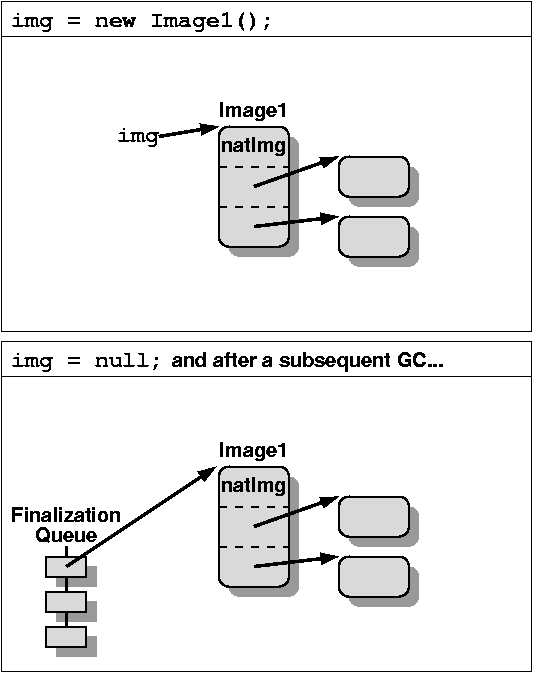 img = new Image1();
Image1
img
natImg
img = null; and after a subsequent GC...
Image1
natImg
Finalization
Queue